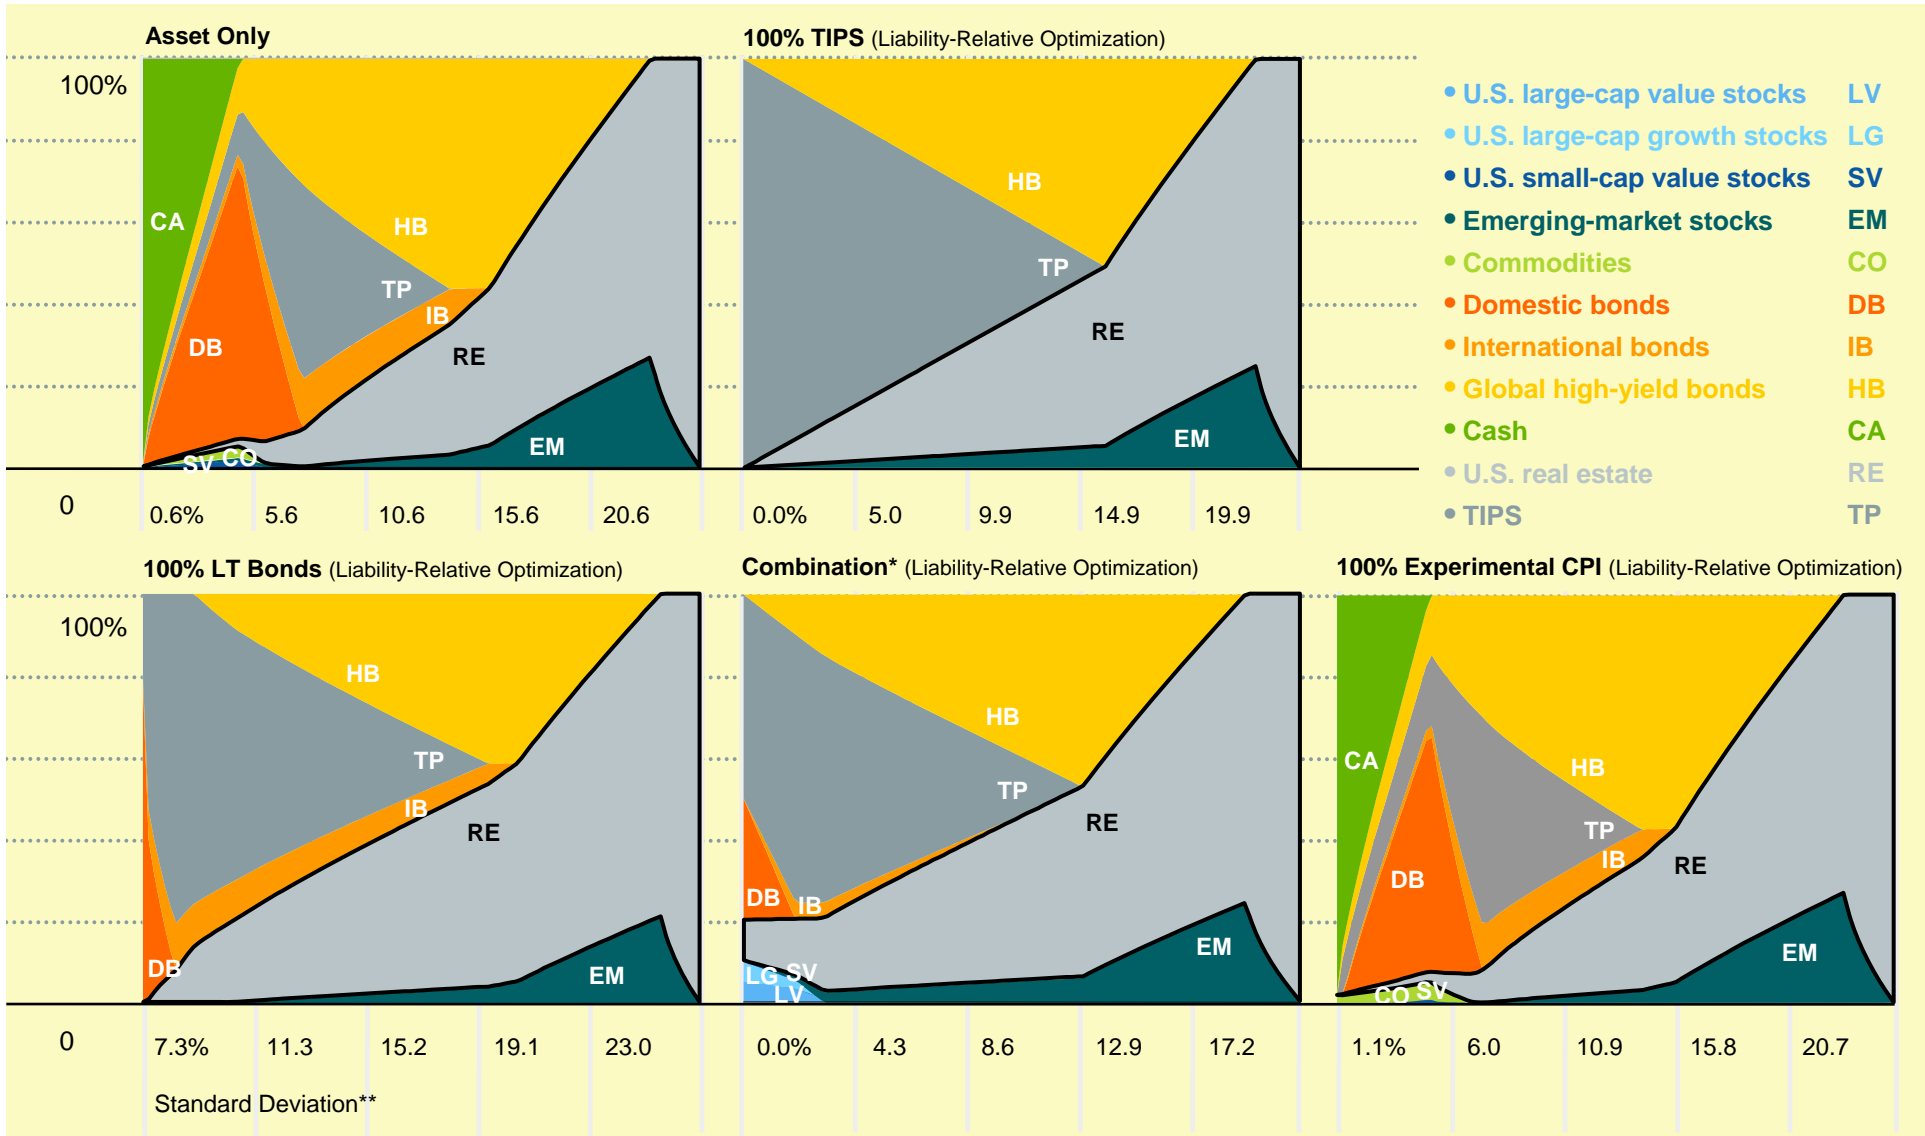 Asset Only
100%
CA
DB
SV
CO
HB
TP
IB
RE
EM
0
0.6% 5.6 10.6 15.6 20.6
100% TIPS (Liability-Relative Optimization)
HB
TP
RE
EM
0.0% 5.0 9.9 14.9 19.9
• U.S. large-cap value stocks LV
• U.S. large-cap growth stocks LG
• U.S. small-cap value stocks SV
• Emerging-market stocks EM
• Commodities CO
• Domestic bonds DB
• International bonds IB
• Global high-yield bonds HB
• Cash CA
• U.S. real estate RE
• TIPS TP
100% LT Bonds (Liability-Relative Optimization)
100%
HB
TP
IB
RE
DB
EM
0
7.3% 11.3 15.2 19.1 23.0
Standard Deviation**
Combination* (Liability-Relative Optimization)
HB
TP
RE
DB
IB
EM
LG
SV
LV
0.0% 4.3 8.6 12.9 17.2
100% Experimental CPI (Liability-Relative Optimization)
CA
HB
TP
IB
RE
DB
EM
CO
SV
1.1% 6.0 10.9 15.8 20.7